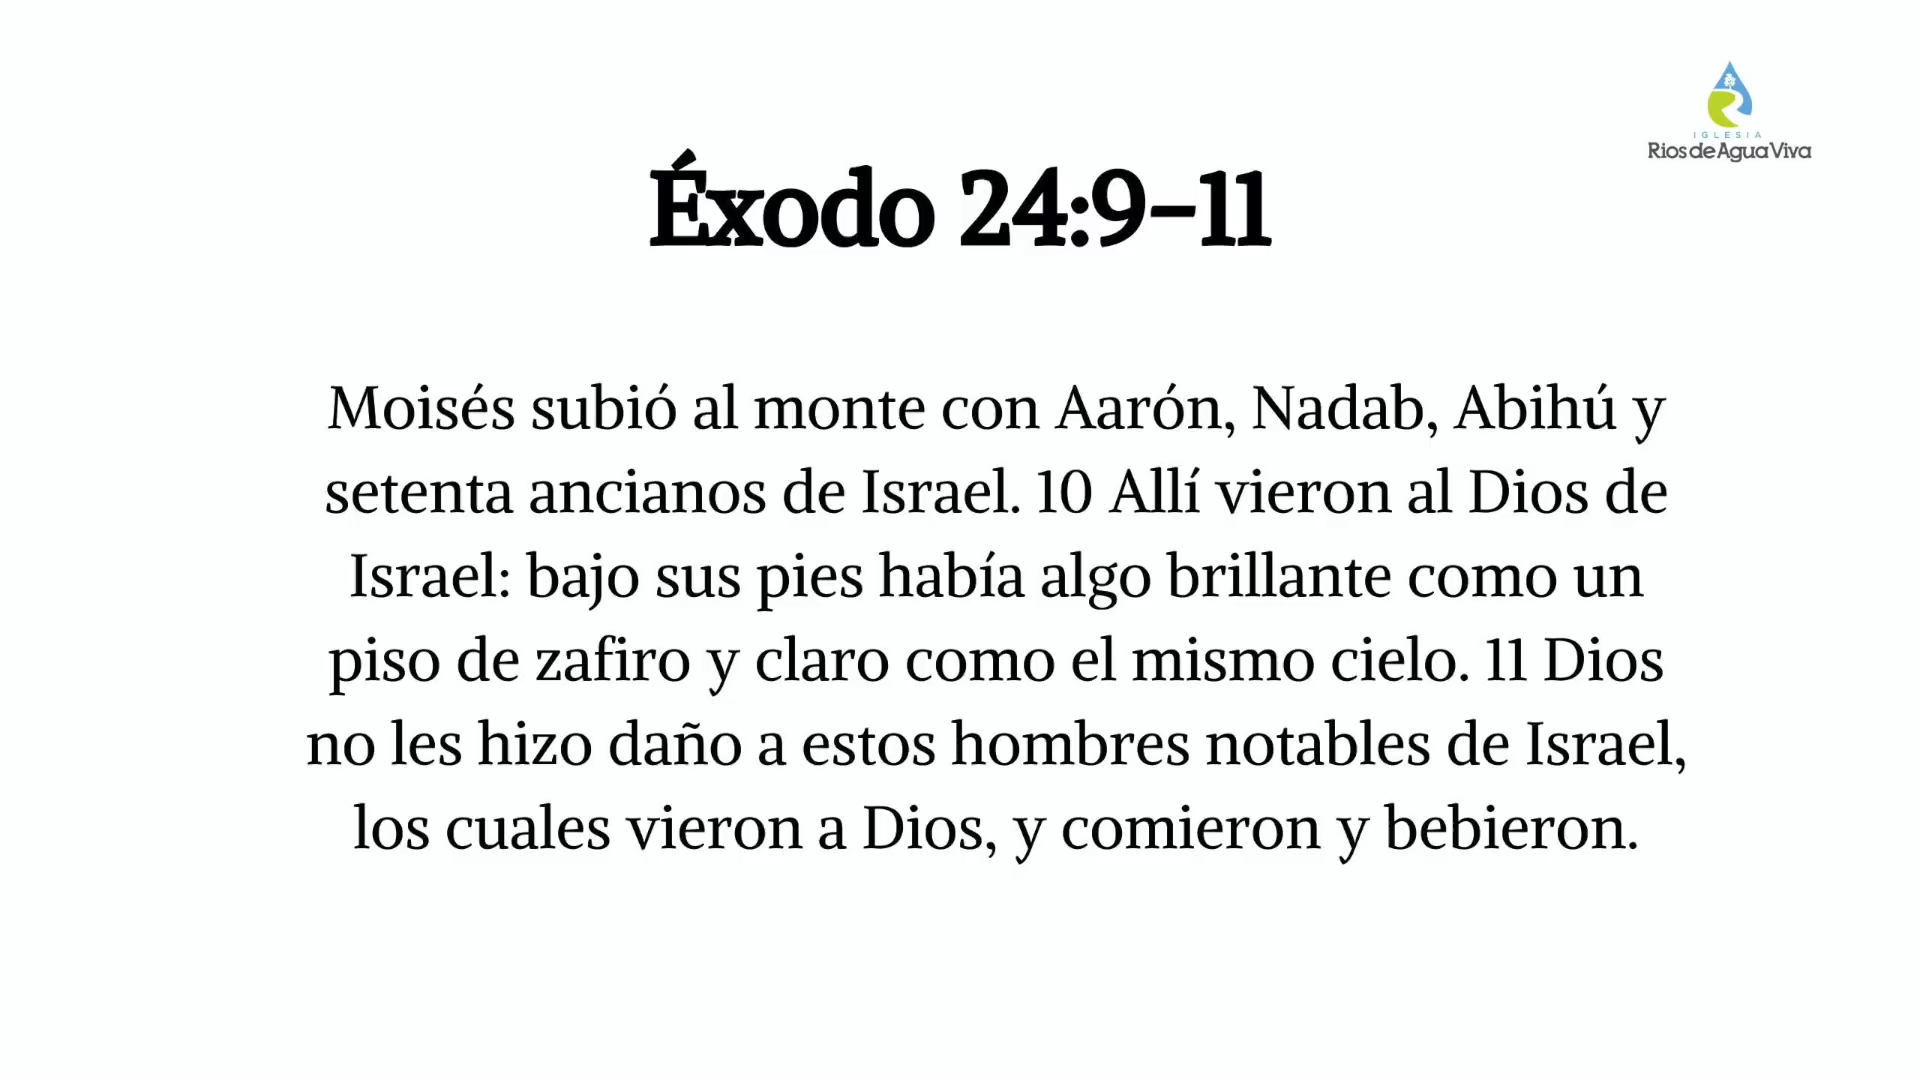 IGLESIA
Rios de Agua Viva
Éxodo 24:9–11
Moisés subió al monte con Aarón, Nadab, Abihú y
setenta ancianos de Israel. 10 Allí vieron al Dios de
Israel: bajo sus pies había algo brillante como un
piso de zafiro y claro como el mismo cielo. 11 Dios
no les hizo daño a estos hombres notables de Israel,
los cuales vieron a Dios, y comieron y bebieron.